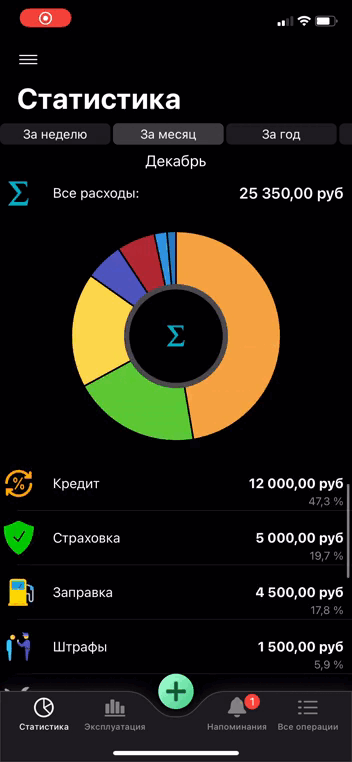 Статистика
За неделю За месяц За год
Декабрь
Σ Все расходы: 25 350,00 руб
Σ
% Кредит 12 000,00 руб
47,3 %
Страховка 5 000,00 руб
19,7 %
Заправка 4 500,00 руб
17,8 %
Штрафы 1 500,00 руб
5,9 %
1
Статистика Эксплуатация Напоминания Все операции